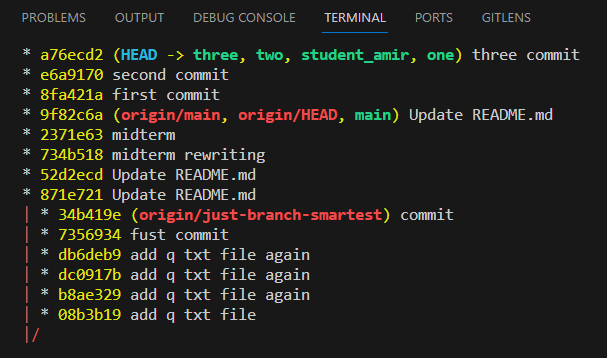 PROBLEMS OUTPUT DEBUG CONSOLE TERMINAL PORTS GITLENS
* a76ecd2 (HEAD -> three, two, student_amir, one) three commit
* e6a9170 second commit
* 8fa421a first commit
* 9f82c6a (origin/main, origin/HEAD, main) Update README.md
* 2371e63 midterm
* 734b518 midterm rewriting
* 52d2ecd Update README.md
* 871e721 Update README.md
| * 34b419e (origin/just-branch-smartest) commit
| * 7356934 fust commit
| * db6deb9 add q txt file again
| * dc0917b add q txt file again
| * b8ae329 add q txt file again
| * 08b3b19 add q txt file
|/